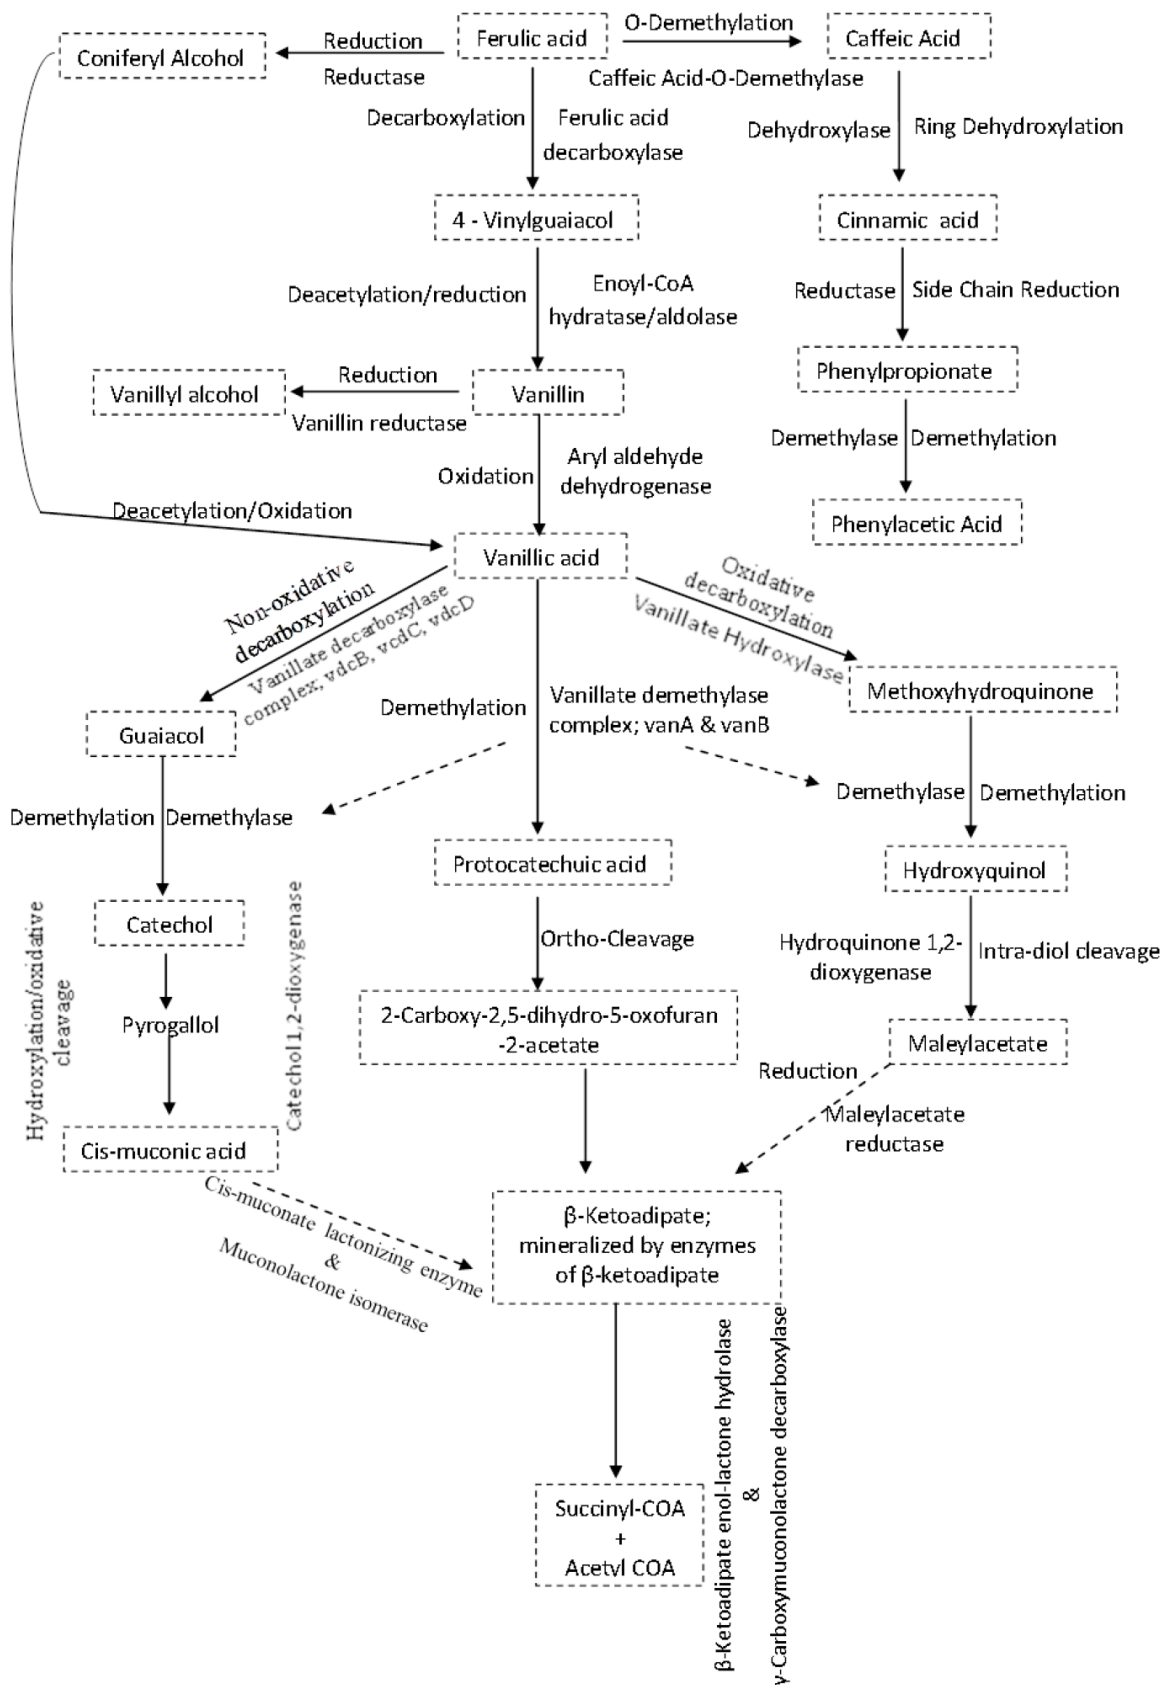 O-Demethylation
Ferulic acid
Caffeic Acid
Coniferyl Alcohol
Reduction
Reductase
Caffeic Acid-O-Demethylase
Decarboxylation
Ferulic acid
decarboxylase
Dehydroxylase
Ring Dehydroxylation
4 - Vinylguaiacol
Cinnamic acid
Deacetylation/reduction
Enoyl-CoA
hydratase/aldolase
Reductase
Side Chain Reduction
Phenylpropionate
Vanillyl alcohol
Reduction
Vanillin reductase
Vanillin
Demethylase
Demethylation
Oxidation
Aryl aldehyde
dehydrogenase
Deacetylation/Oxidation
Phenylacetic Acid
Vanillic acid
Non-oxidative
decarboxylation
Vanillate decarboxylase
complex; vdcB, vcdC, vdcD
Oxidative
decarboxylation
Vanillate Hydroxylase
Demethylation
Vanillate demethylase
complex; vanA & vanB
Methoxyhydroquinone
Guaiacol
Demethylation
Demethylase
Demethylase
Demethylation
Protocatechuic acid
Hydroxyquinol
Catechol
Hydroxylation/oxidative
cleavage
Catechol 1,2-dioxygenase
Ortho-Cleavage
Hydroquinone 1,2-
dioxygenase
Intra-diol cleavage
Pyrogallol
2-Carboxy-2,5-dihydro-5-oxofuran
-2-acetate
Maleylacetate
Reduction
Maleylacetate
reductase
Cis-muconic acid
Cis-muconate lactonizing enzyme
&
Muconolactone isomerase
β-Ketoadipate;
mineralized by enzymes
of β-ketoadipate
β-Ketoadipate enol-lactone hydrolase
&
γ-Carboxymuconolactone decarboxylase
Succinyl-COA
+
Acetyl COA